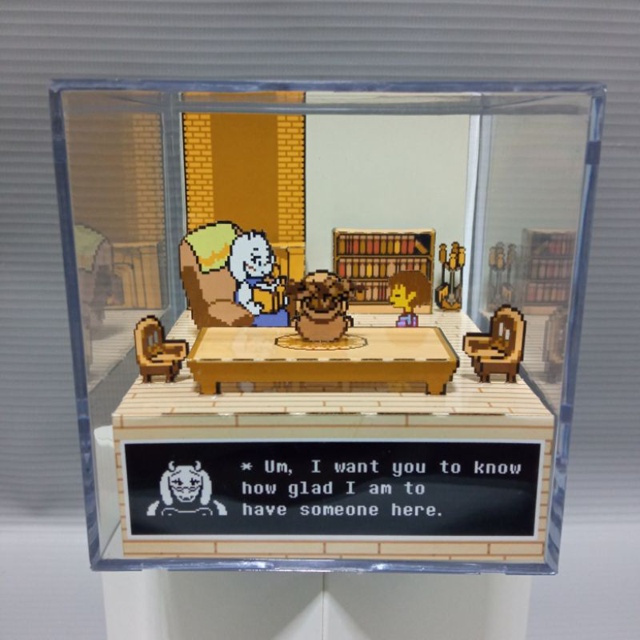 * Um, I want you to know
how glad I am to
have someone here.